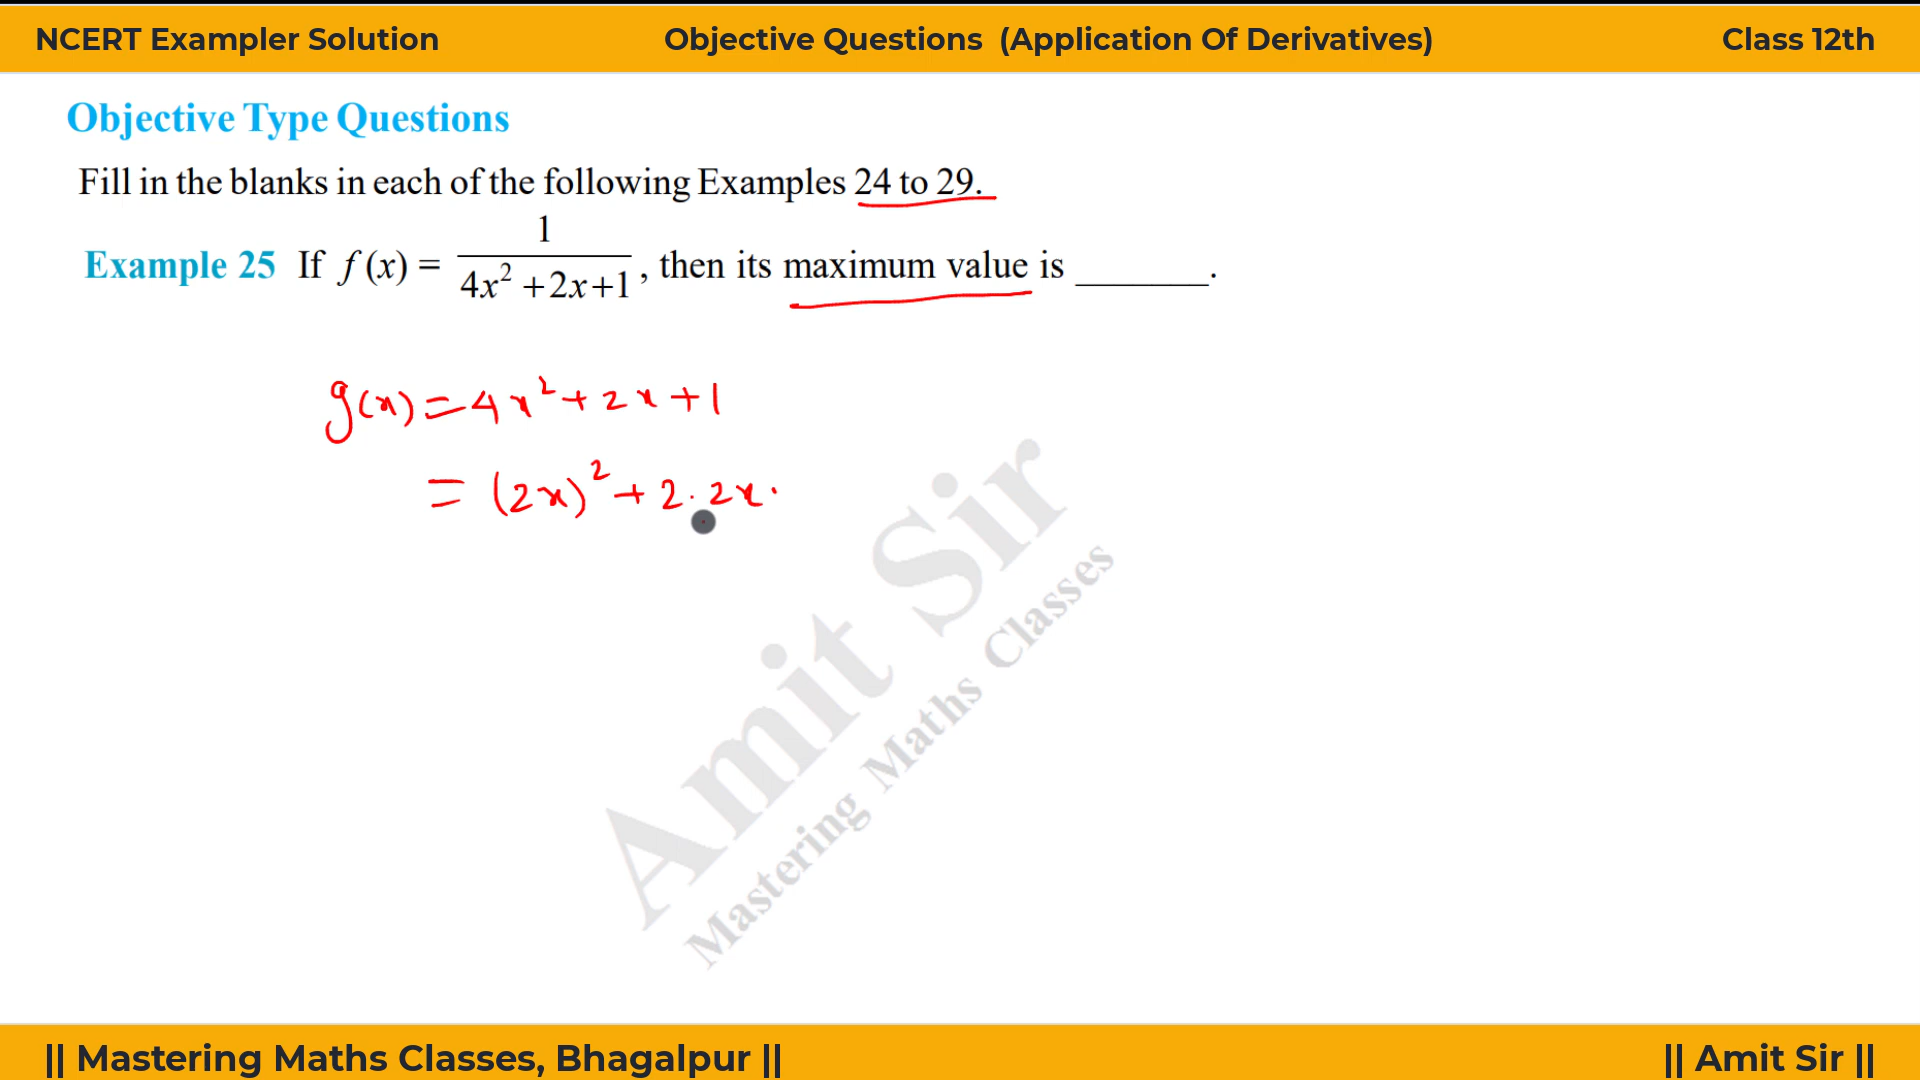 NCERT Exampler Solution Objective Questions (Application Of Derivatives) Class 12th
Objective Type Questions
Fill in the blanks in each of the following Examples 24 to 29.
Example 25 If f (x) = 1/(4x² +2x+1) , then its maximum value is _______.
g(x) = 4x² + 2x + 1
= (2x)² + 2 . 2x .
Amit Sir
Mastering Maths Classes
|| Mastering Maths Classes, Bhagalpur || || Amit Sir ||